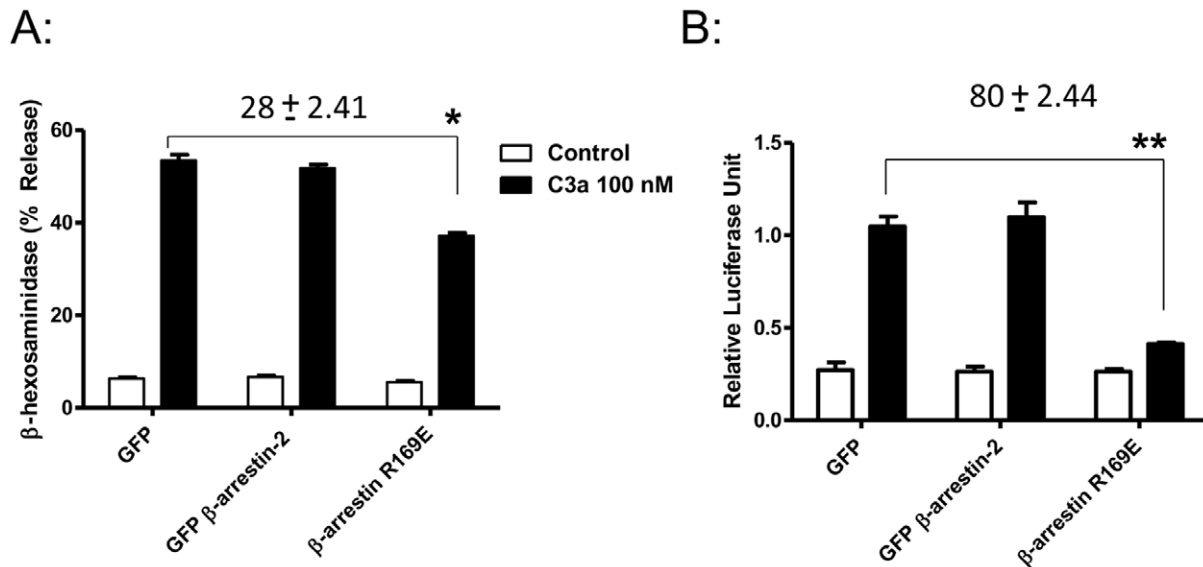 A:
28 ± 2.41
*
β-hexosaminidase (% Release)
60
40
20
0
GFP
GFP β-arrestin-2
β-arrestin R169E
Control
C3a 100 nM
B:
80 ± 2.44
**
Relative Luciferase Unit
1.5
1.0
0.5
0.0
GFP
GFP β-arrestin-2
β-arrestin R169E